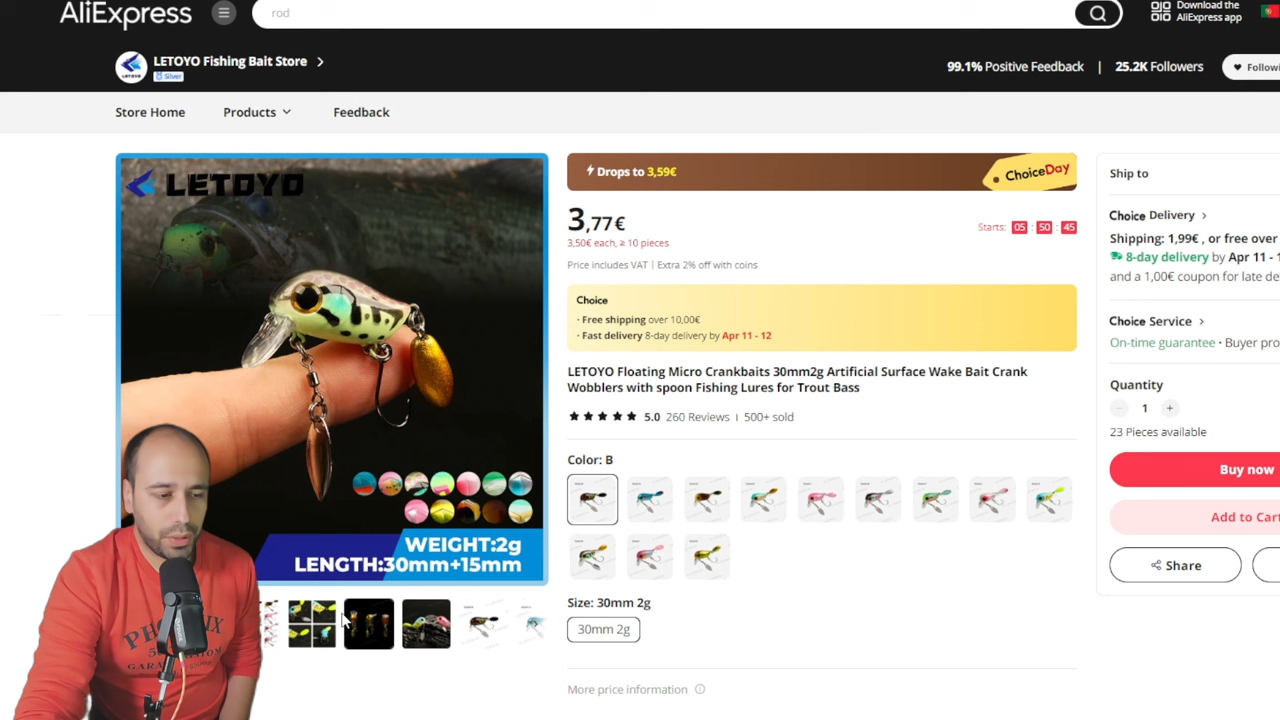 AliExpress
rod
Download the
AliExpress app
LETOYO Fishing Bait Store
Silver
99.1% Positive Feedback | 25.2K Followers
Followi
Store Home
Products
Feedback
LETOYO
WEIGHT:2g
LENGTH:30mm+15mm
Drops to 3,59€
ChoiceDay
3,77€
3,50€ each, ≥ 10 pieces
Starts: 05 : 50 : 45
Price includes VAT | Extra 2% off with coins
Choice
· Free shipping over 10,00€
· Fast delivery 8-day delivery by Apr 11 - 12
LETOYO Floating Micro Crankbaits 30mm2g Artificial Surface Wake Bait Crank
Wobblers with spoon Fishing Lures for Trout Bass
5.0 260 Reviews | 500+ sold
Color: B
Size: 30mm 2g
30mm 2g
More price information
Ship to
Choice Delivery
Shipping: 1,99€ , or free over
8-day delivery by Apr 11 - 1
and a 1,00€ coupon for late de
Choice Service
On-time guarantee · Buyer pro
Quantity
− 1 +
23 Pieces available
Buy now
Add to Cart
Share